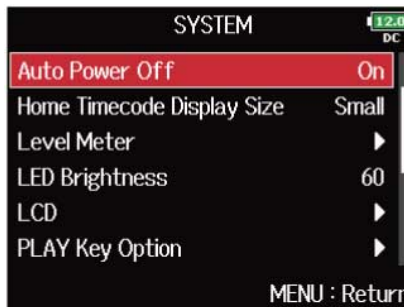 SYSTEM
12.0
DC
Auto Power Off On
Home Timecode Display Size Small
Level Meter
LED Brightness 60
LCD
PLAY Key Option
MENU : Return